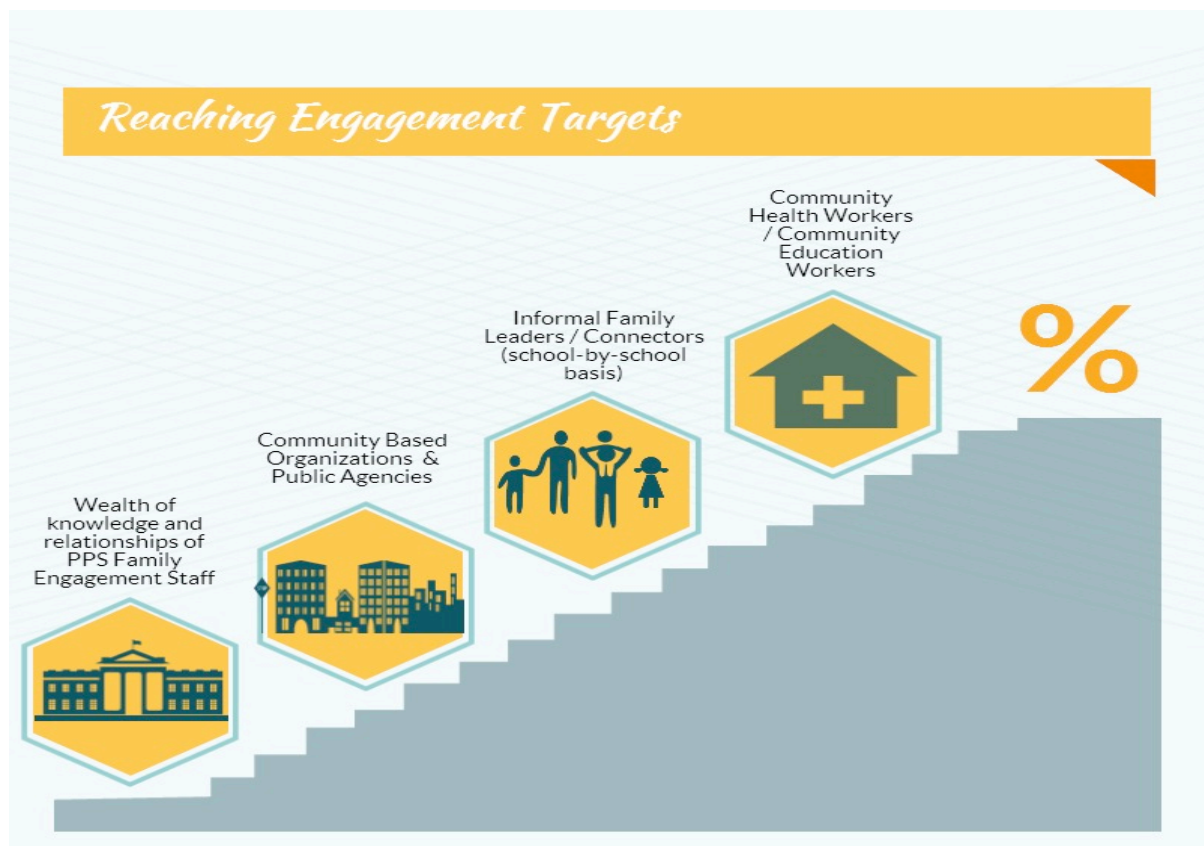 Reaching Engagement Targets
Community
Health Workers
/ Community
Education
Workers
%
Informal Family
Leaders / Connectors
(school-by-school
basis)
Community Based
Organizations &
Public Agencies
Wealth of
knowledge and
relationships of
PPS Family
Engagement Staff